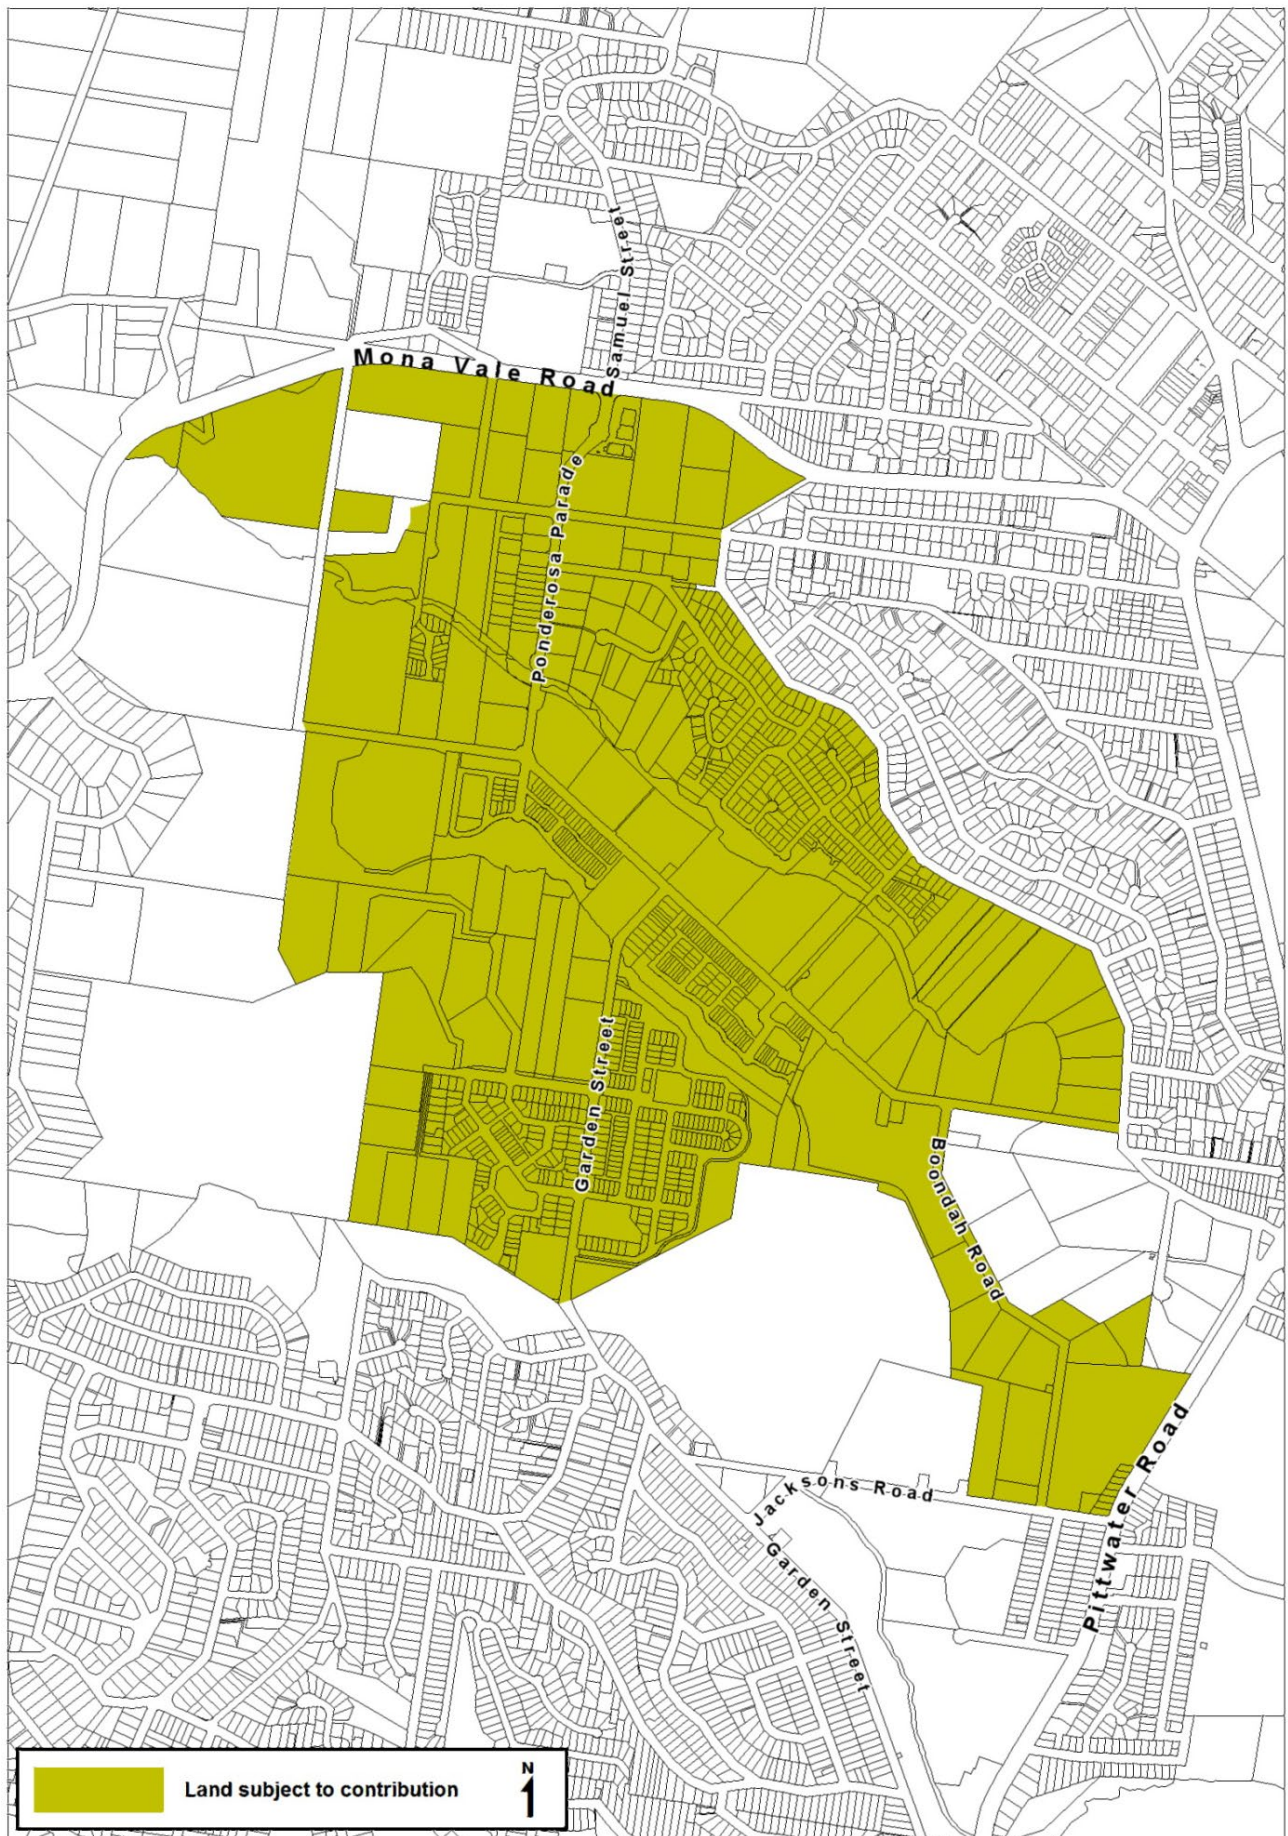 Samuel Street
Mona Vale Road
Ponderosa Parade
Garden Street
Boondah Road
Pittwater Road
Jacksons Road
Garden Street
Land subject to contribution
N